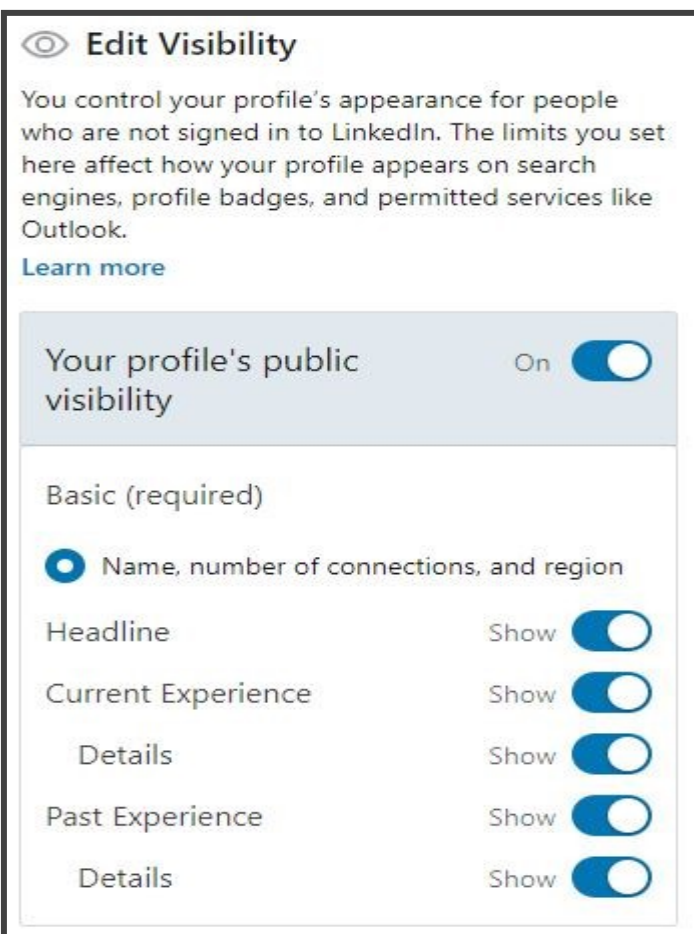 Edit Visibility
You control your profile's appearance for people
who are not signed in to LinkedIn. The limits you set
here affect how your profile appears on search
engines, profile badges, and permitted services like
Outlook.
Learn more
Your profile's public
visibility
On
Basic (required)
Name, number of connections, and region
Headline Show
Current Experience Show
Details Show
Past Experience Show
Details Show